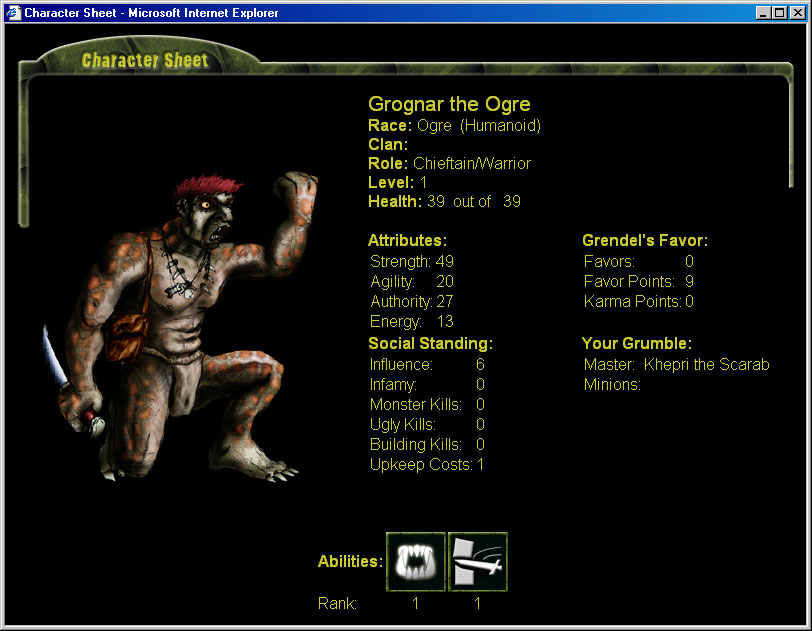 Character Sheet - Microsoft Internet Explorer
Character Sheet
Grognar the Ogre
Race: Ogre (Humanoid)
Clan:
Role: Chieftain/Warrior
Level: 1
Health: 39 out of 39
Attributes:
Strength: 49
Agility: 20
Authority: 27
Energy: 13
Grendel's Favor:
Favors: 0
Favor Points: 9
Karma Points: 0
Social Standing:
Influence: 6
Infamy: 0
Monster Kills: 0
Ugly Kills: 0
Building Kills: 0
Upkeep Costs: 1
Your Grumble:
Master: Khepri the Scarab
Minions:
Abilities:
Rank: 1 1